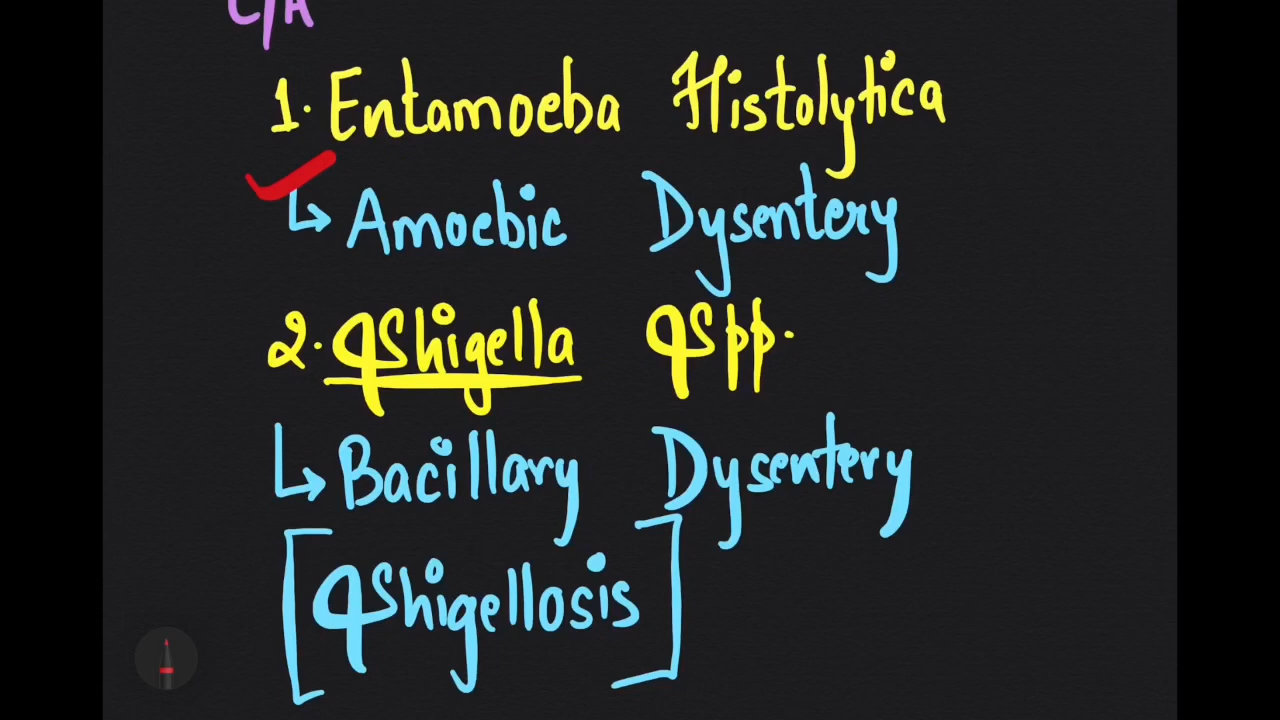 C/A
1. Entamoeba Histolytica
↳ Amoebic Dysentery
2. Shigella Spp.
↳ Bacillary Dysentery
[Shigellosis]